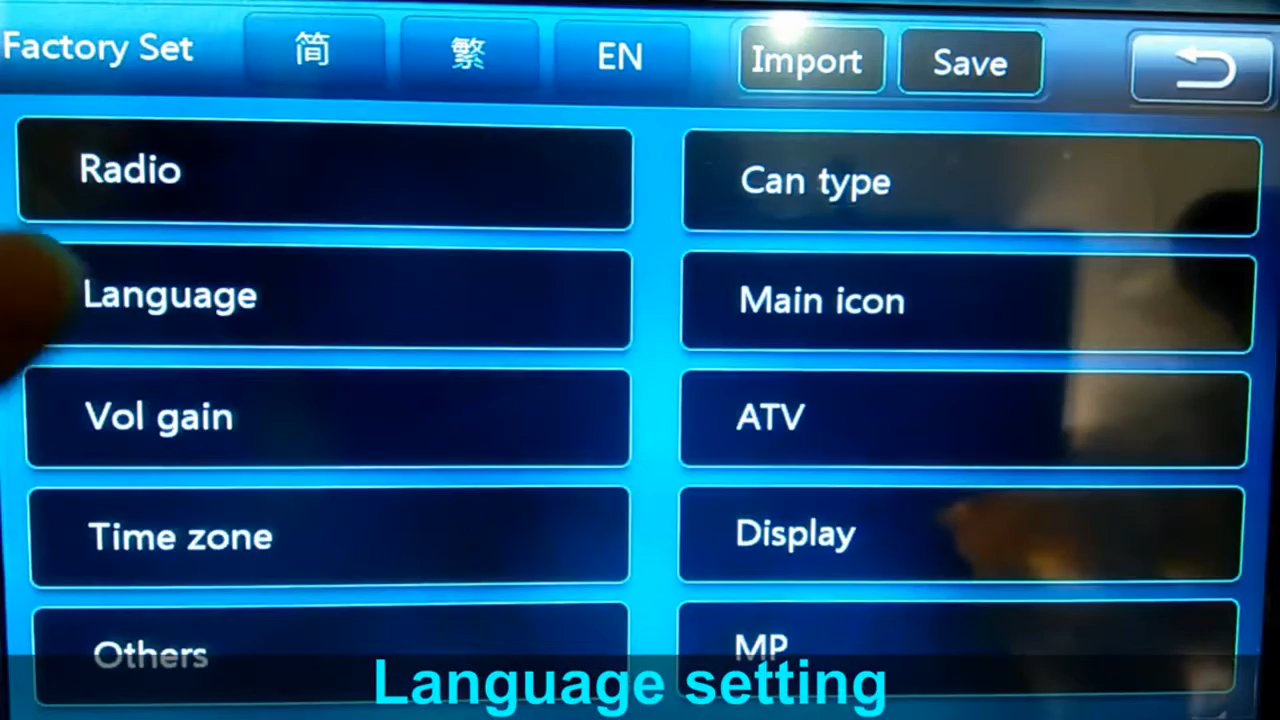 Factory Set 简 繁 EN Import Save
Radio
Can type
Language
Main icon
Vol gain
ATV
Time zone
Display
Others
MP
Language setting